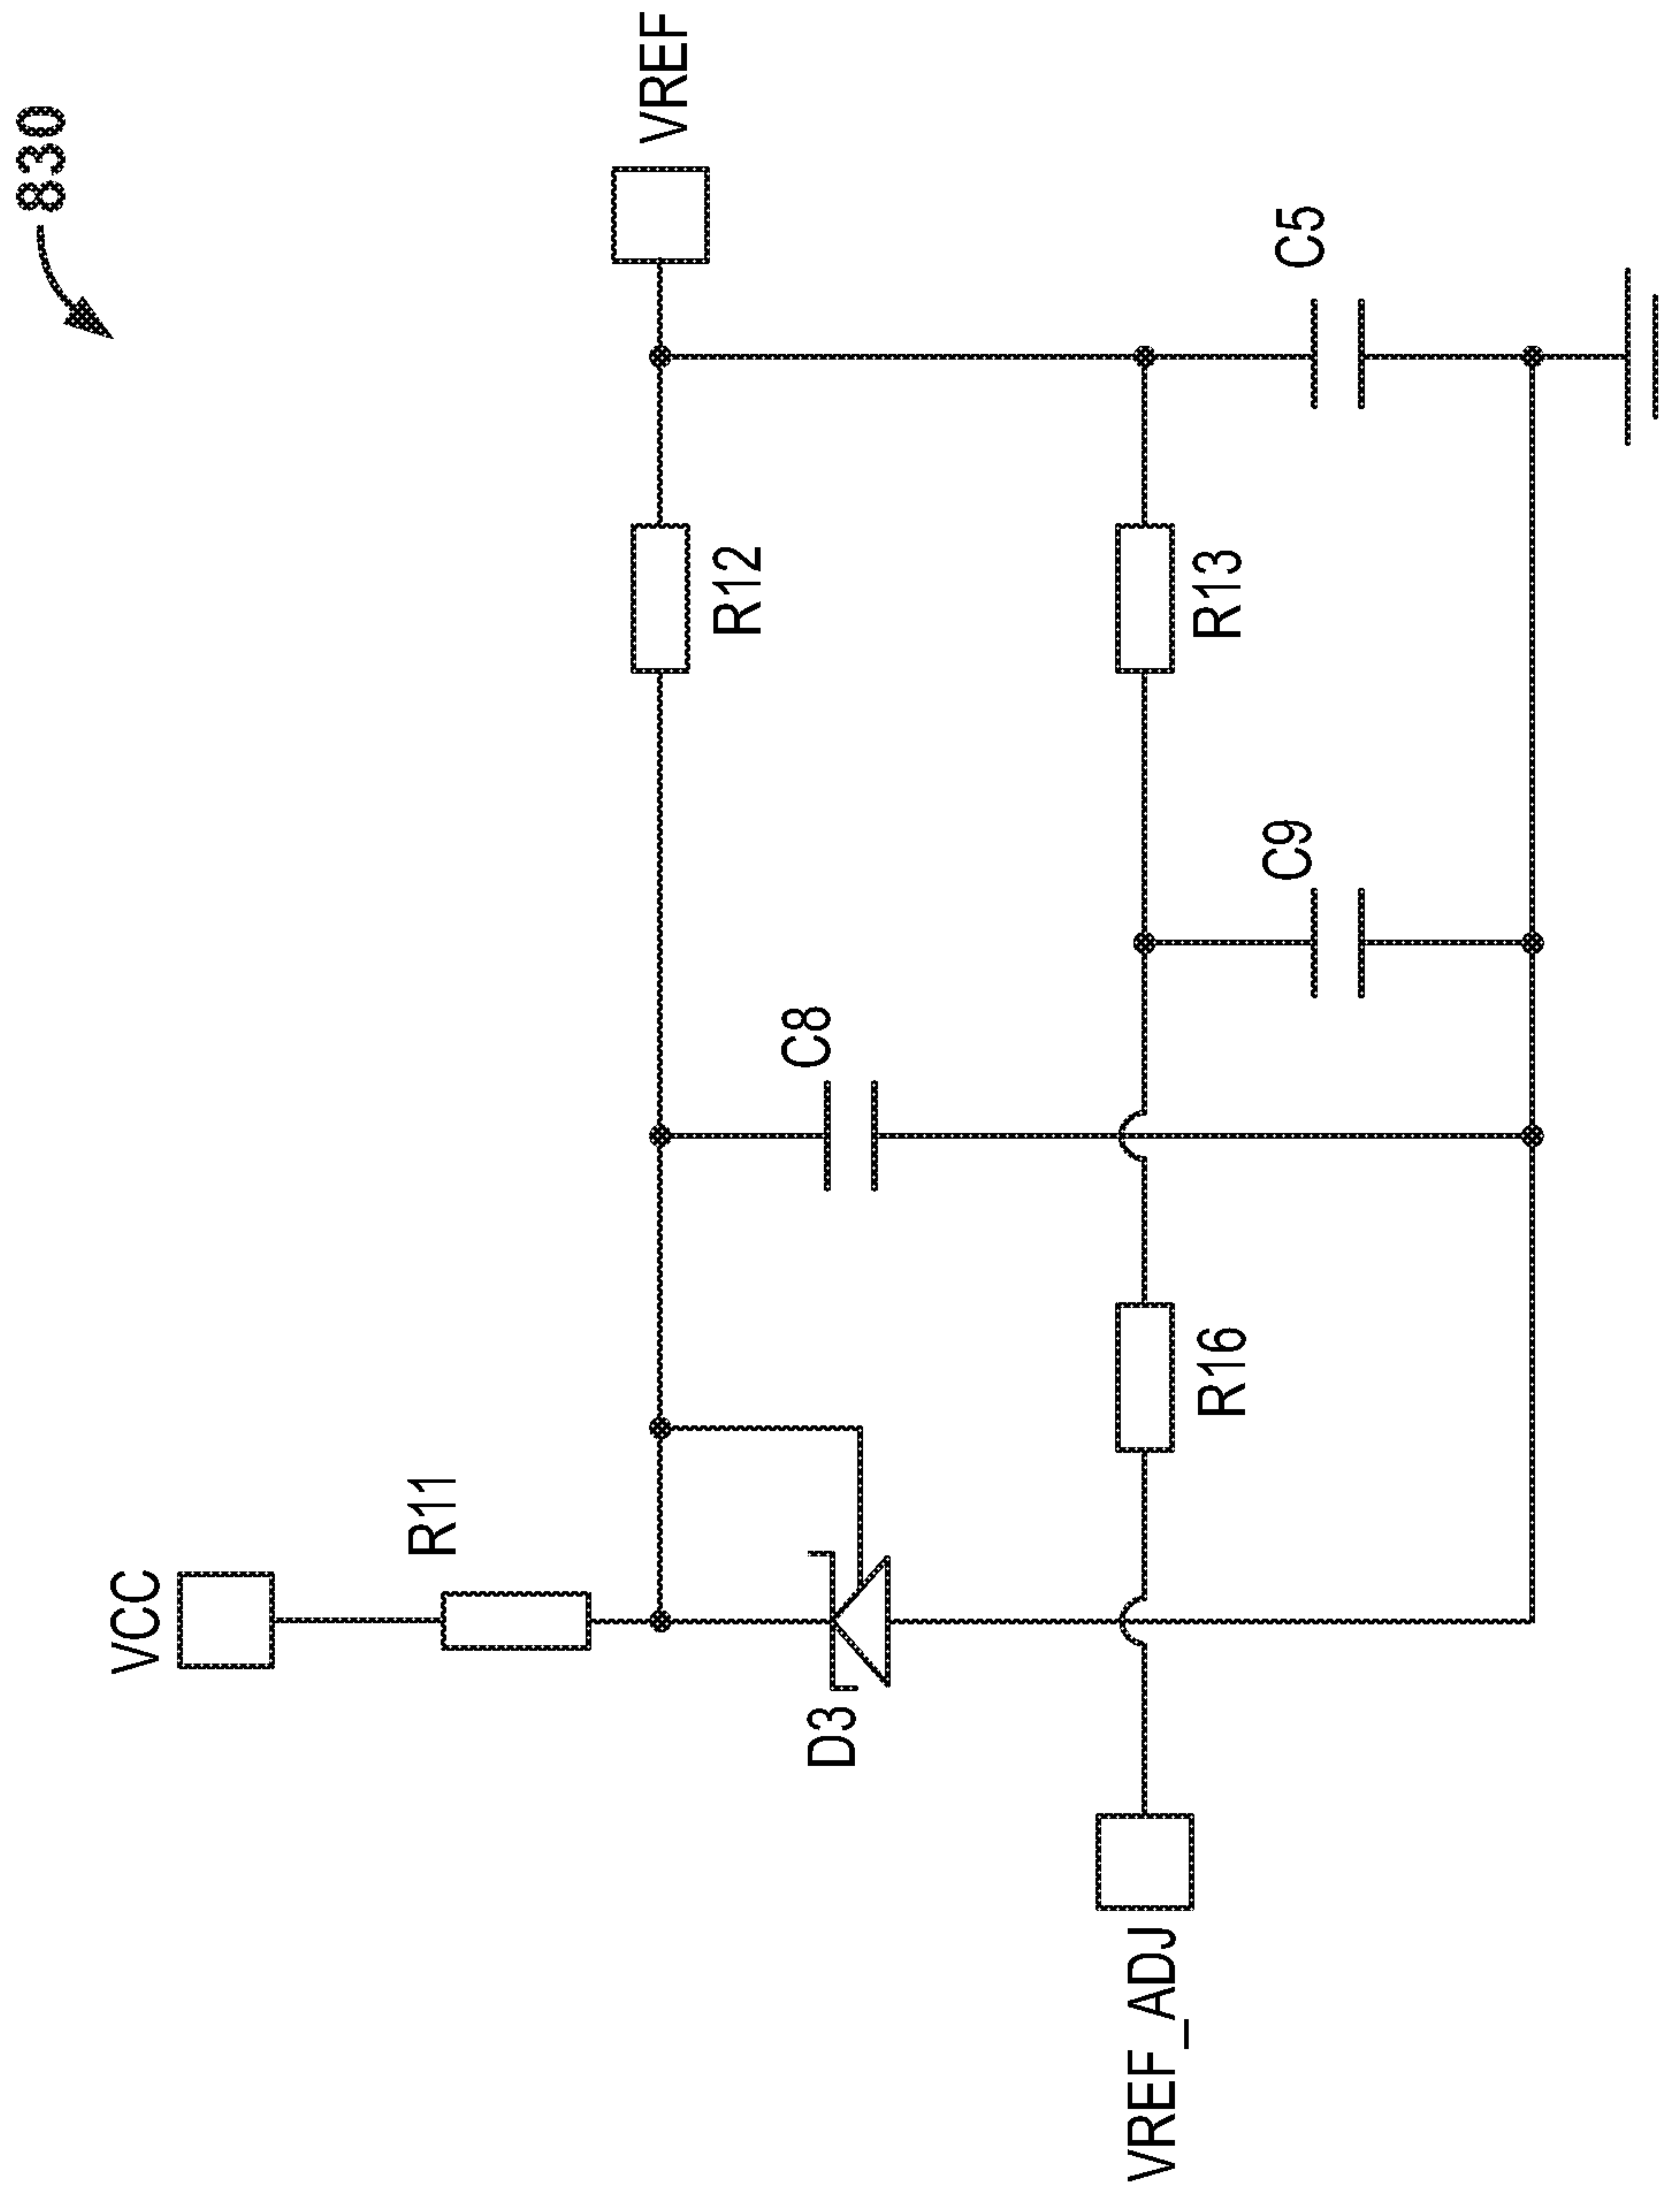 830
VCC
R11
VREF
R12
D3
C8
R13
C9
C5
R16
VREF_ADJ